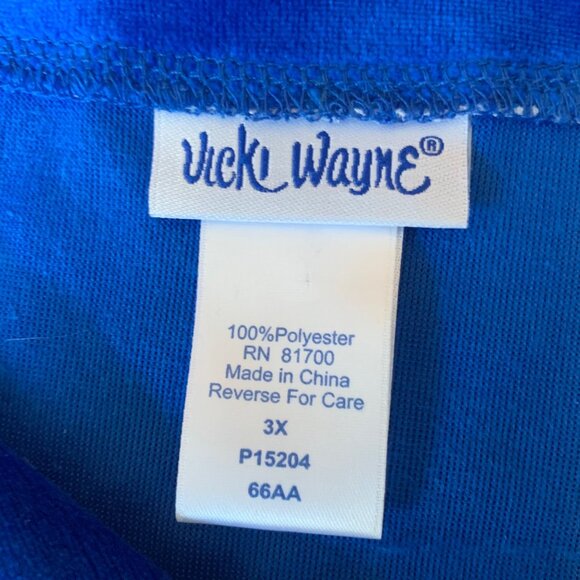 Vicki Wayne®
100%Polyester
RN 81700
Made in China
Reverse For Care
3X
P15204
66AA